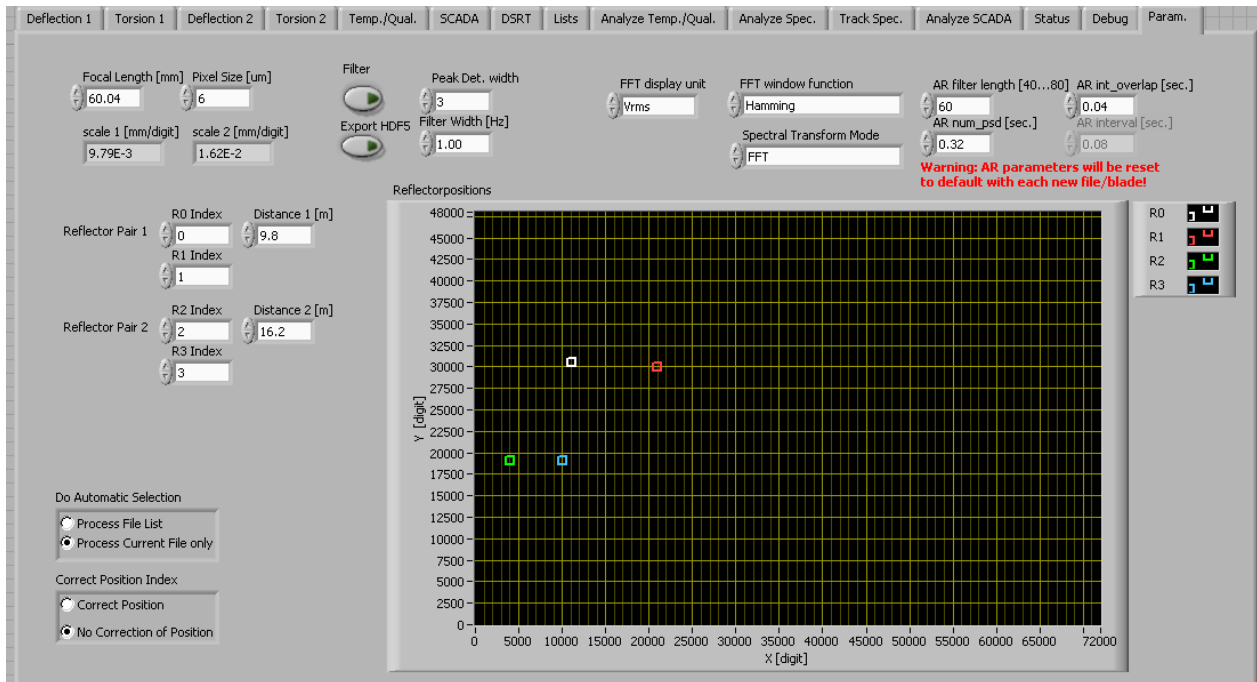 Deflection 1 Torsion 1 Deflection 2 Torsion 2 Temp./Qual. SCADA DSRT Lists Analyze Temp./Qual. Analyze Spec. Track Spec. Analyze SCADA Status Debug Param.
Focal Length [mm] Pixel Size [um]
60.04 6
scale 1 [mm/digit] scale 2 [mm/digit]
9.79E-3 1.62E-2
Filter
Export HDF5
Peak Det. width
3
Filter Width [Hz]
1.00
FFT display unit
Vrms
FFT window function
Hamming
Spectral Transform Mode
FFT
AR filter length [40...80] AR int_overlap [sec.]
60 0.04
AR num_psd [sec.] AR interval [sec.]
0.32 0.08
Warning: AR parameters will be reset
to default with each new file/blade!
R0 Index Distance 1 [m]
Reflector Pair 1 0 9.8
R1 Index
1
R2 Index Distance 2 [m]
Reflector Pair 2 2 16.2
R3 Index
3
Do Automatic Selection
Process File List
Process Current File only
Correct Position Index
Correct Position
No Correction of Position
Reflectorpositions
48000
45000
42500
40000
37500
35000
32500
30000
27500
25000
22500
20000
17500
15000
12500
10000
7500
5000
2500
0
Y [digit]
0 5000 10000 15000 20000 25000 30000 35000 40000 45000 50000 55000 60000 65000 72000
X [digit]
R0
R1
R2
R3